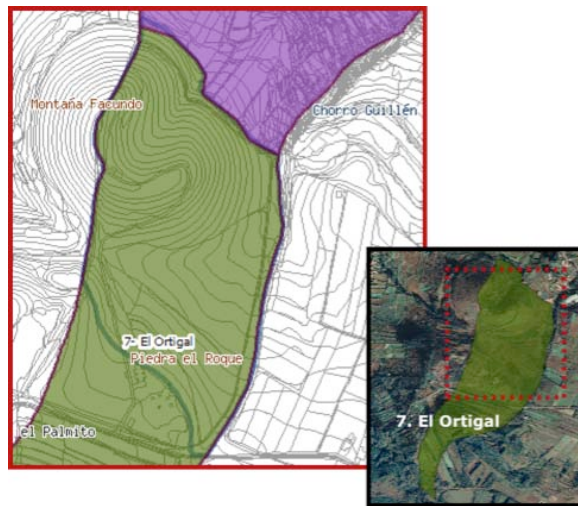 Montaña Facundo
Chorro Guillén
7- El Ortigal
Piedra el Roque
el Palmito
7. El Ortigal